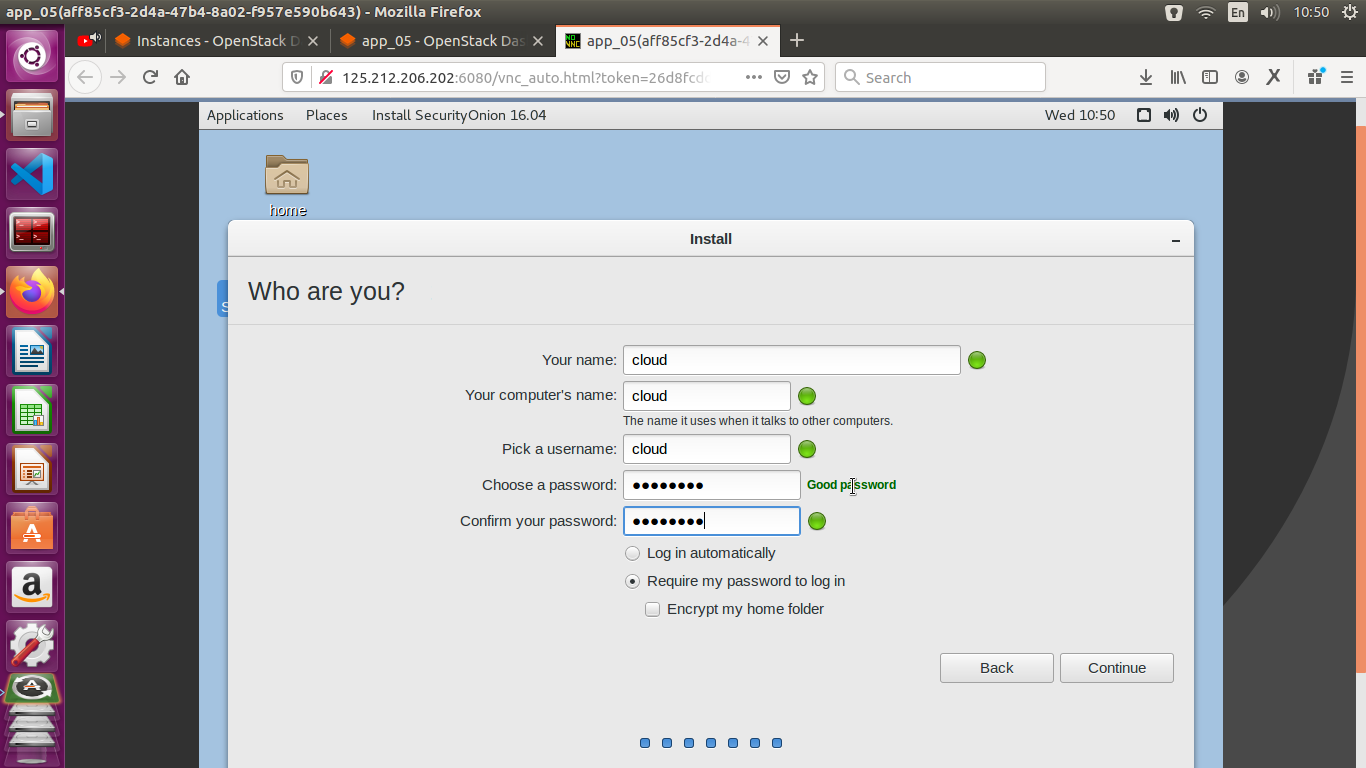 app_05(aff85cf3-2d4a-47b4-8a02-f957e590b643) - Mozilla Firefox
En
10:50
Instances - OpenStack D
app_05 - OpenStack Das
app_05(aff85cf3-2d4a-4
125.212.206.202:6080/vnc_auto.html?token=26d8fcd
Search
Applications
Places
Install SecurityOnion 16.04
Wed 10:50
home
Install
Who are you?
Your name:
cloud
Your computer's name:
cloud
The name it uses when it talks to other computers.
Pick a username:
cloud
Choose a password:
●●●●●●●●
Good password
Confirm your password:
●●●●●●●●
Log in automatically
Require my password to log in
Encrypt my home folder
Back
Continue